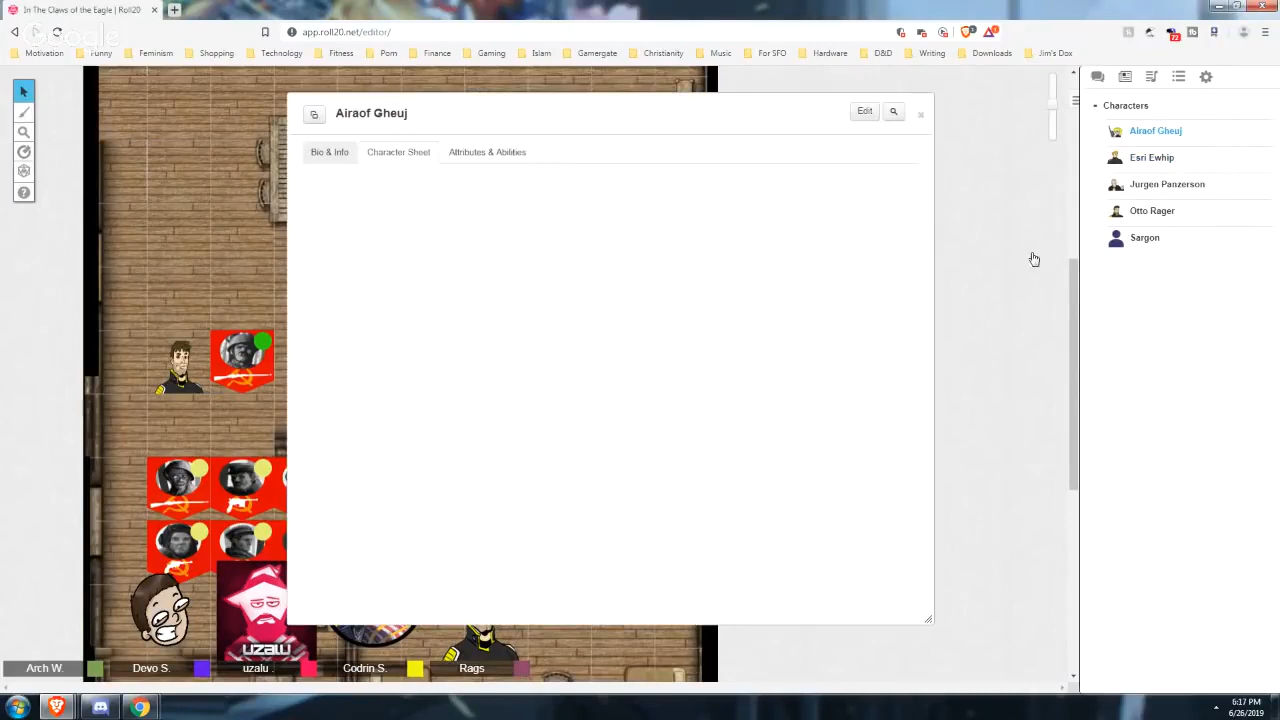 In The Claws of the Eagle | Roll20
app.roll20.net/editor/
72
Motivation Funny Feminism Shopping Technology Fitness Porn Finance Gaming Islam Gamergate Christianity Music For SFO Hardware D&D Writing Downloads Jim's Dox
Airaof Gheuj
Edit
Bio & Info Character Sheet Attributes & Abilities
Characters
Airaof Gheuj
Esri Ewhip
Jurgen Panzerson
Otto Rager
Sargon
UZALU
Arch W. Devo S. uzalu . Codrin S. Rags
6:17 PM
6/26/2019